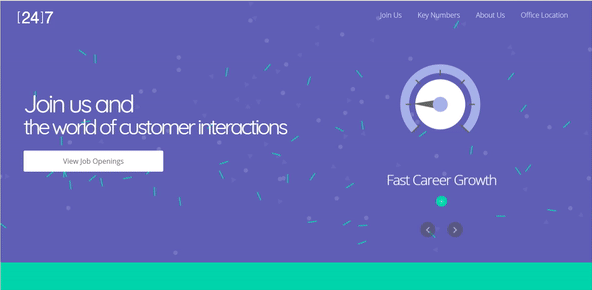 [24]7
Join Us Key Numbers About Us Office Location
Join us and
the world of customer interactions
View Job Openings
Fast Career Growth